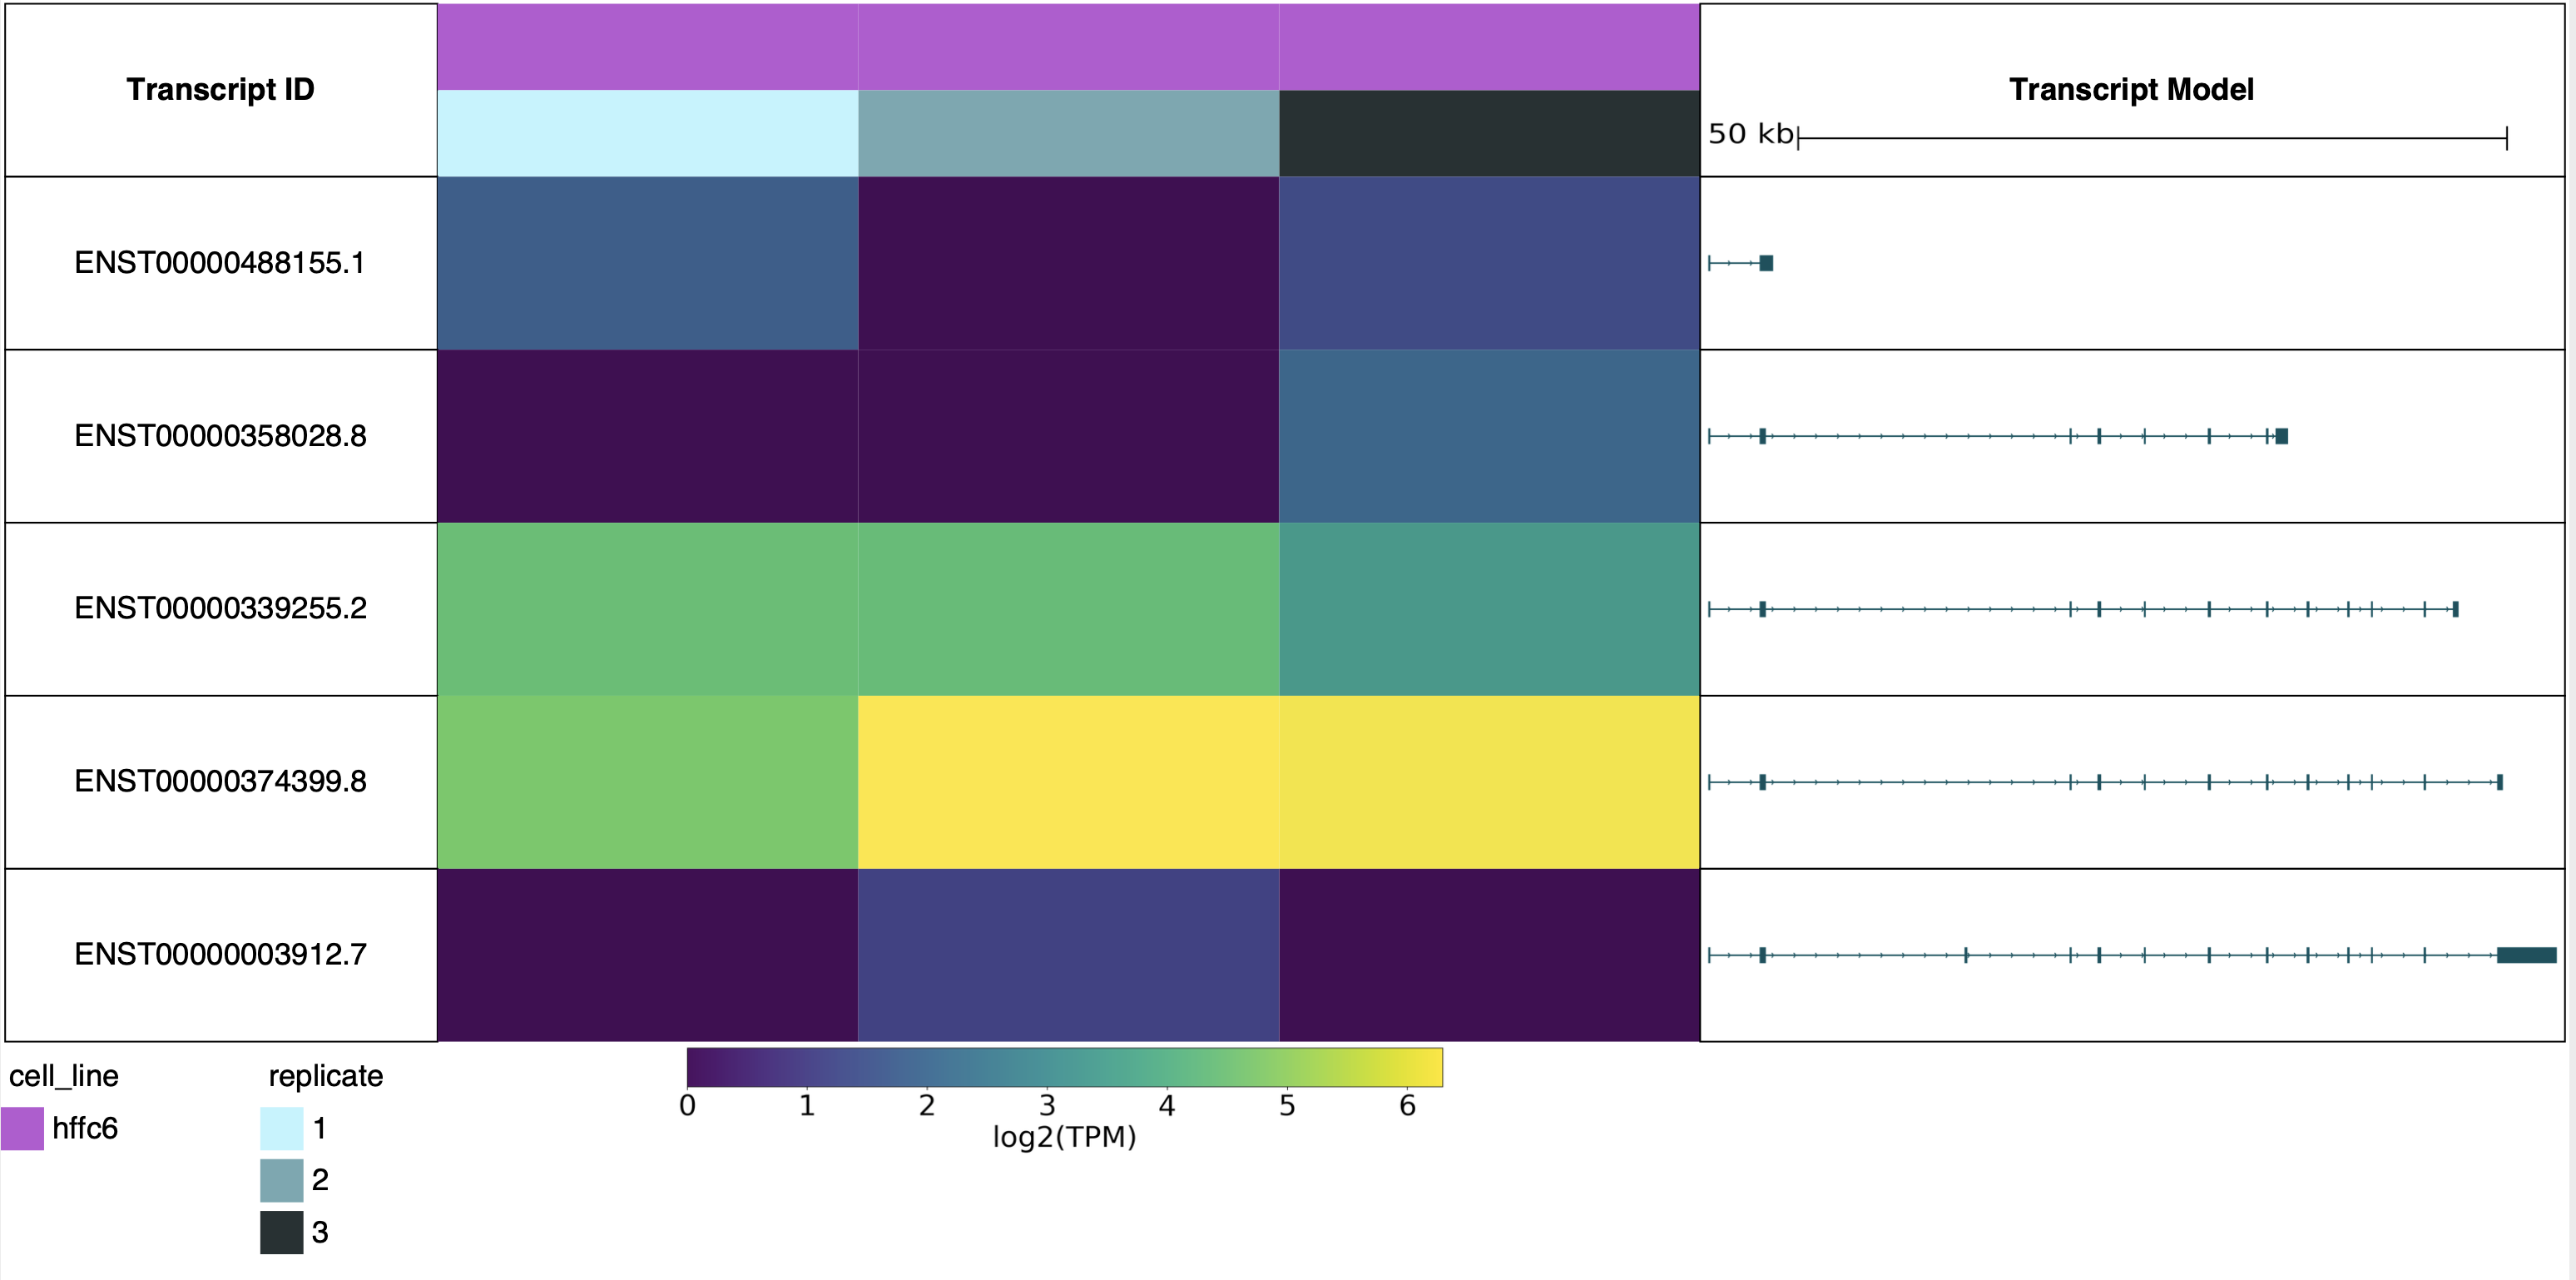 Transcript ID
Transcript Model
50 kb
ENST00000488155.1
ENST00000358028.8
ENST00000339255.2
ENST00000374399.8
ENST00000003912.7
cell_line
hffc6
replicate
1
2
3
0 1 2 3 4 5 6
log2(TPM)